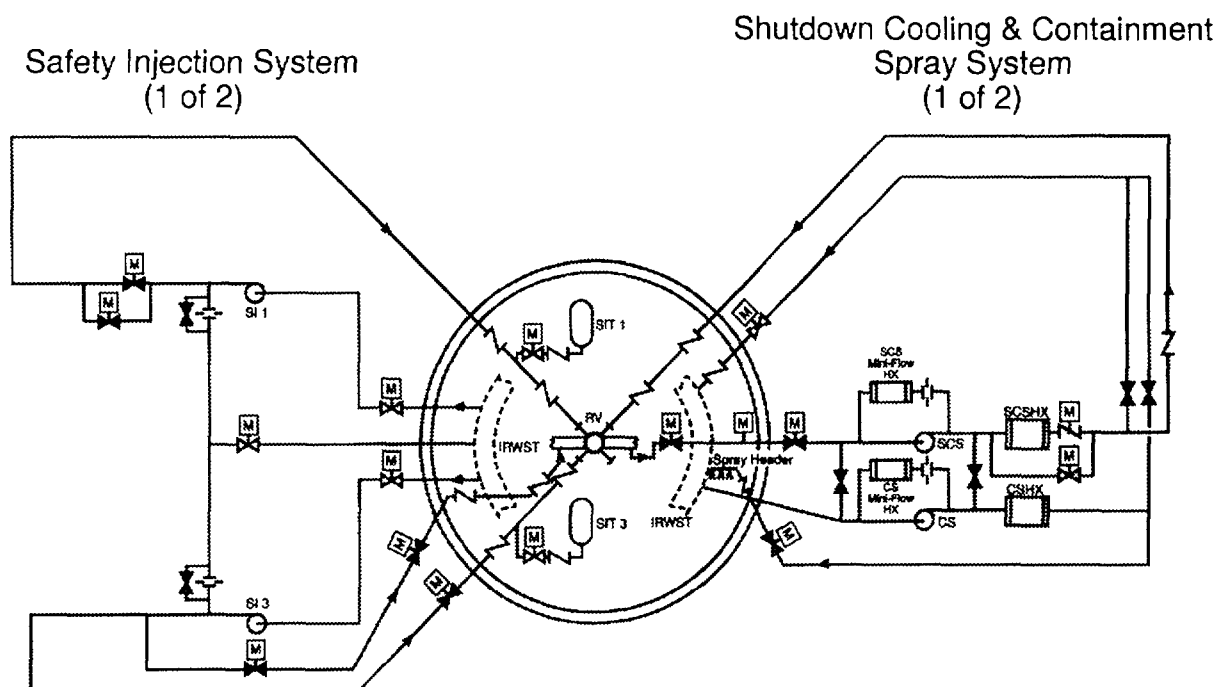 Shutdown Cooling & Containment
Spray System
(1 of 2)
Safety Injection System
(1 of 2)
M
M
SI 1
M
M
SIT 1
M
M
SCS
Mini-Flow
HX
SCSHX
M
RV
M
M
M
IRWST
SCS
M
Spray Header
CS
Mini-Flow
HX
CSHX
M
SIT 3
M
IRWST
CS
M
M
M
SI 3
M